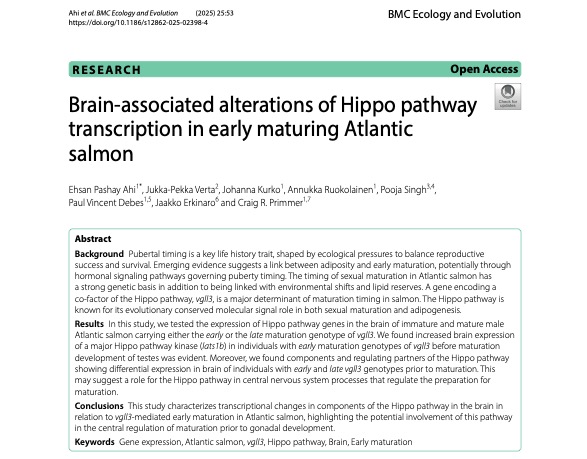 Ahi et al. BMC Ecology and Evolution (2025) 25:53
https://doi.org/10.1186/s12862-025-02398-4
BMC Ecology and Evolution
RESEARCH
Open Access
Check for
updates
Brain-associated alterations of Hippo pathway
transcription in early maturing Atlantic
salmon
Ehsan Pashay Ahi1*, Jukka-Pekka Verta2, Johanna Kurko1, Annukka Ruokolainen1, Pooja Singh3,4,
Paul Vincent Debes1,5, Jaakko Erkinaro6 and Craig R. Primmer1,7
Abstract
Background Pubertal timing is a key life history trait, shaped by ecological pressures to balance reproductive
success and survival. Emerging evidence suggests a link between adiposity and early maturation, potentially through
hormonal signaling pathways governing puberty timing. The timing of sexual maturation in Atlantic salmon has
a strong genetic basis in addition to being linked with environmental shifts and lipid reserves. A gene encoding a
co-factor of the Hippo pathway, vgll3, is a major determinant of maturation timing in salmon. The Hippo pathway is
known for its evolutionary conserved molecular signal role in both sexual maturation and adipogenesis.
Results In this study, we tested the expression of Hippo pathway genes in the brain of immature and mature male
Atlantic salmon carrying either the early or the late maturation genotype of vgll3. We found increased brain expression
of a major Hippo pathway kinase (lats1b) in individuals with early maturation genotypes of vgll3 before maturation
development of testes was evident. Moreover, we found components and regulating partners of the Hippo pathway
showing differential expression in brain of individuals with early and late vgll3 genotypes prior to maturation. This
may suggest a role for the Hippo pathway in central nervous system processes that regulate the preparation for
maturation.
Conclusions This study characterizes transcriptional changes in components of the Hippo pathway in the brain in
relation to vgll3-mediated early maturation in Atlantic salmon, highlighting the potential involvement of this pathway
in the central regulation of maturation prior to gonadal development.
Keywords Gene expression, Atlantic salmon, vgll3, Hippo pathway, Brain, Early maturation